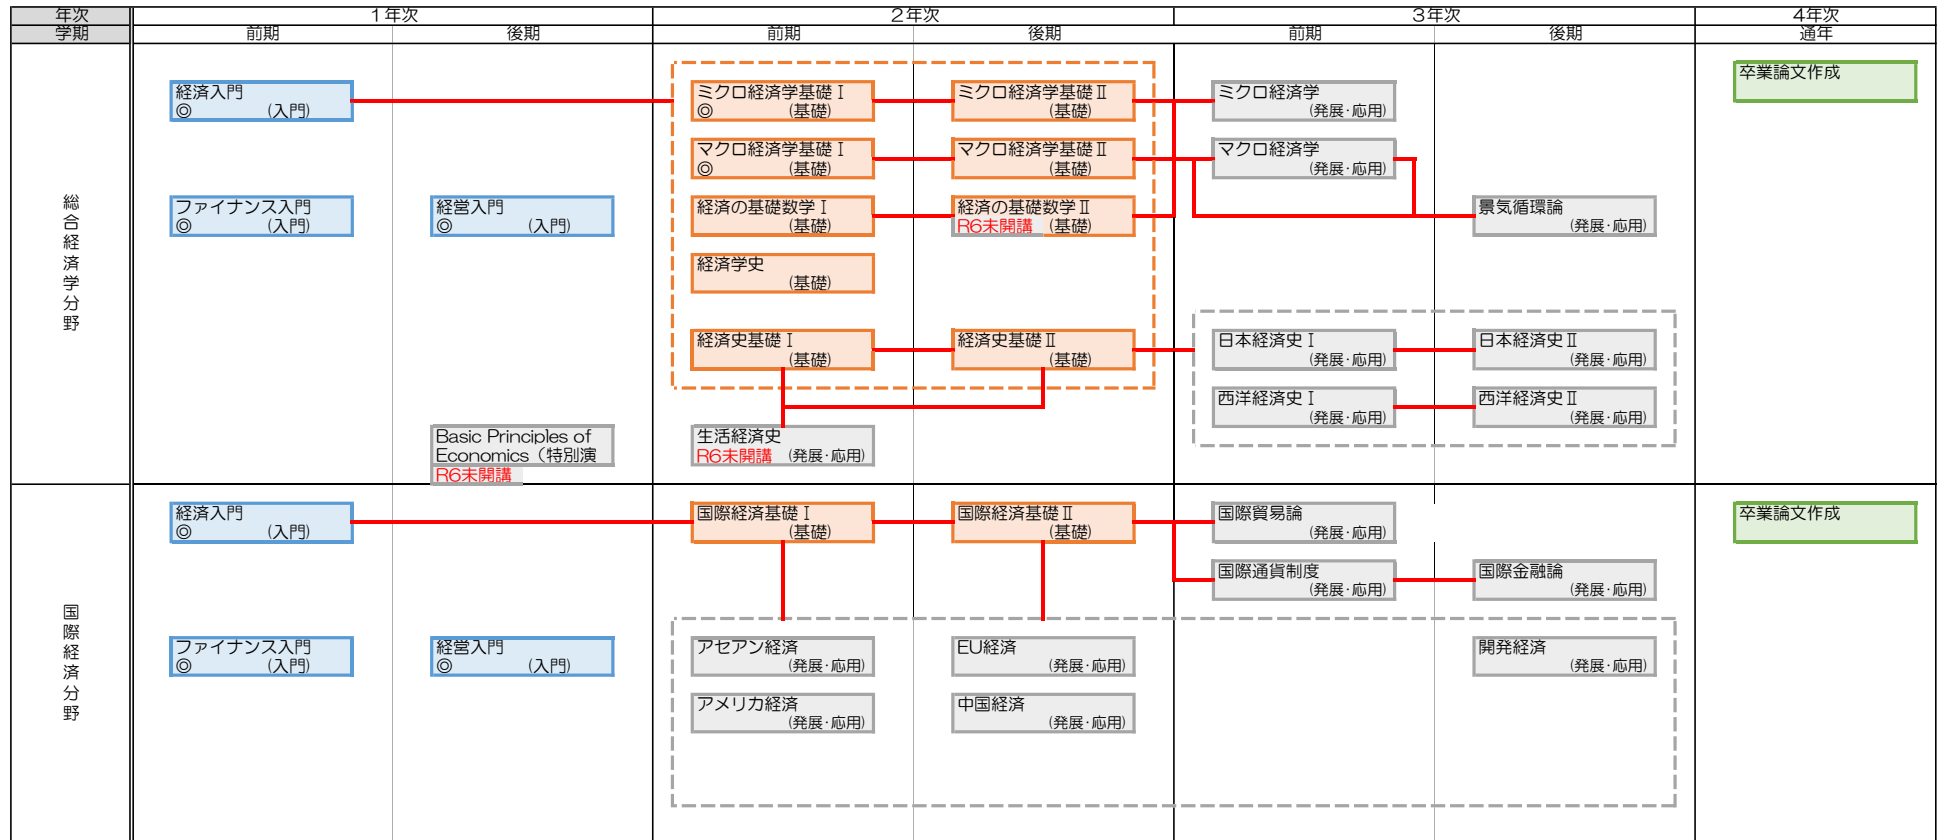 年次 1年次 2年次 3年次 4年次
学期 前期 後期 前期 後期 前期 後期 通年
総合経済学分野
経済入門
◎ (入門)
ミクロ経済学基礎Ⅰ
◎ (基礎)
ミクロ経済学基礎Ⅱ
(基礎)
ミクロ経済学
(発展・応用)
卒業論文作成
マクロ経済学基礎Ⅰ
◎ (基礎)
マクロ経済学基礎Ⅱ
(基礎)
マクロ経済学
(発展・応用)
ファイナンス入門
◎ (入門)
経営入門
◎ (入門)
経済の基礎数学Ⅰ
(基礎)
経済の基礎数学Ⅱ
R6未開講 (基礎)
景気循環論
(発展・応用)
経済学史
(基礎)
経済史基礎Ⅰ
(基礎)
経済史基礎Ⅱ
(基礎)
日本経済史Ⅰ
(発展・応用)
日本経済史Ⅱ
(発展・応用)
西洋経済史Ⅰ
(発展・応用)
西洋経済史Ⅱ
(発展・応用)
Basic Principles of
Economics（特別演
R6未開講
生活経済史
R6未開講 (発展・応用)
国際経済分野
経済入門
◎ (入門)
国際経済基礎Ⅰ
(基礎)
国際経済基礎Ⅱ
(基礎)
国際貿易論
(発展・応用)
卒業論文作成
国際通貨制度
(発展・応用)
国際金融論
(発展・応用)
ファイナンス入門
◎ (入門)
経営入門
◎ (入門)
アセアン経済
(発展・応用)
EU経済
(発展・応用)
開発経済
(発展・応用)
アメリカ経済
(発展・応用)
中国経済
(発展・応用)